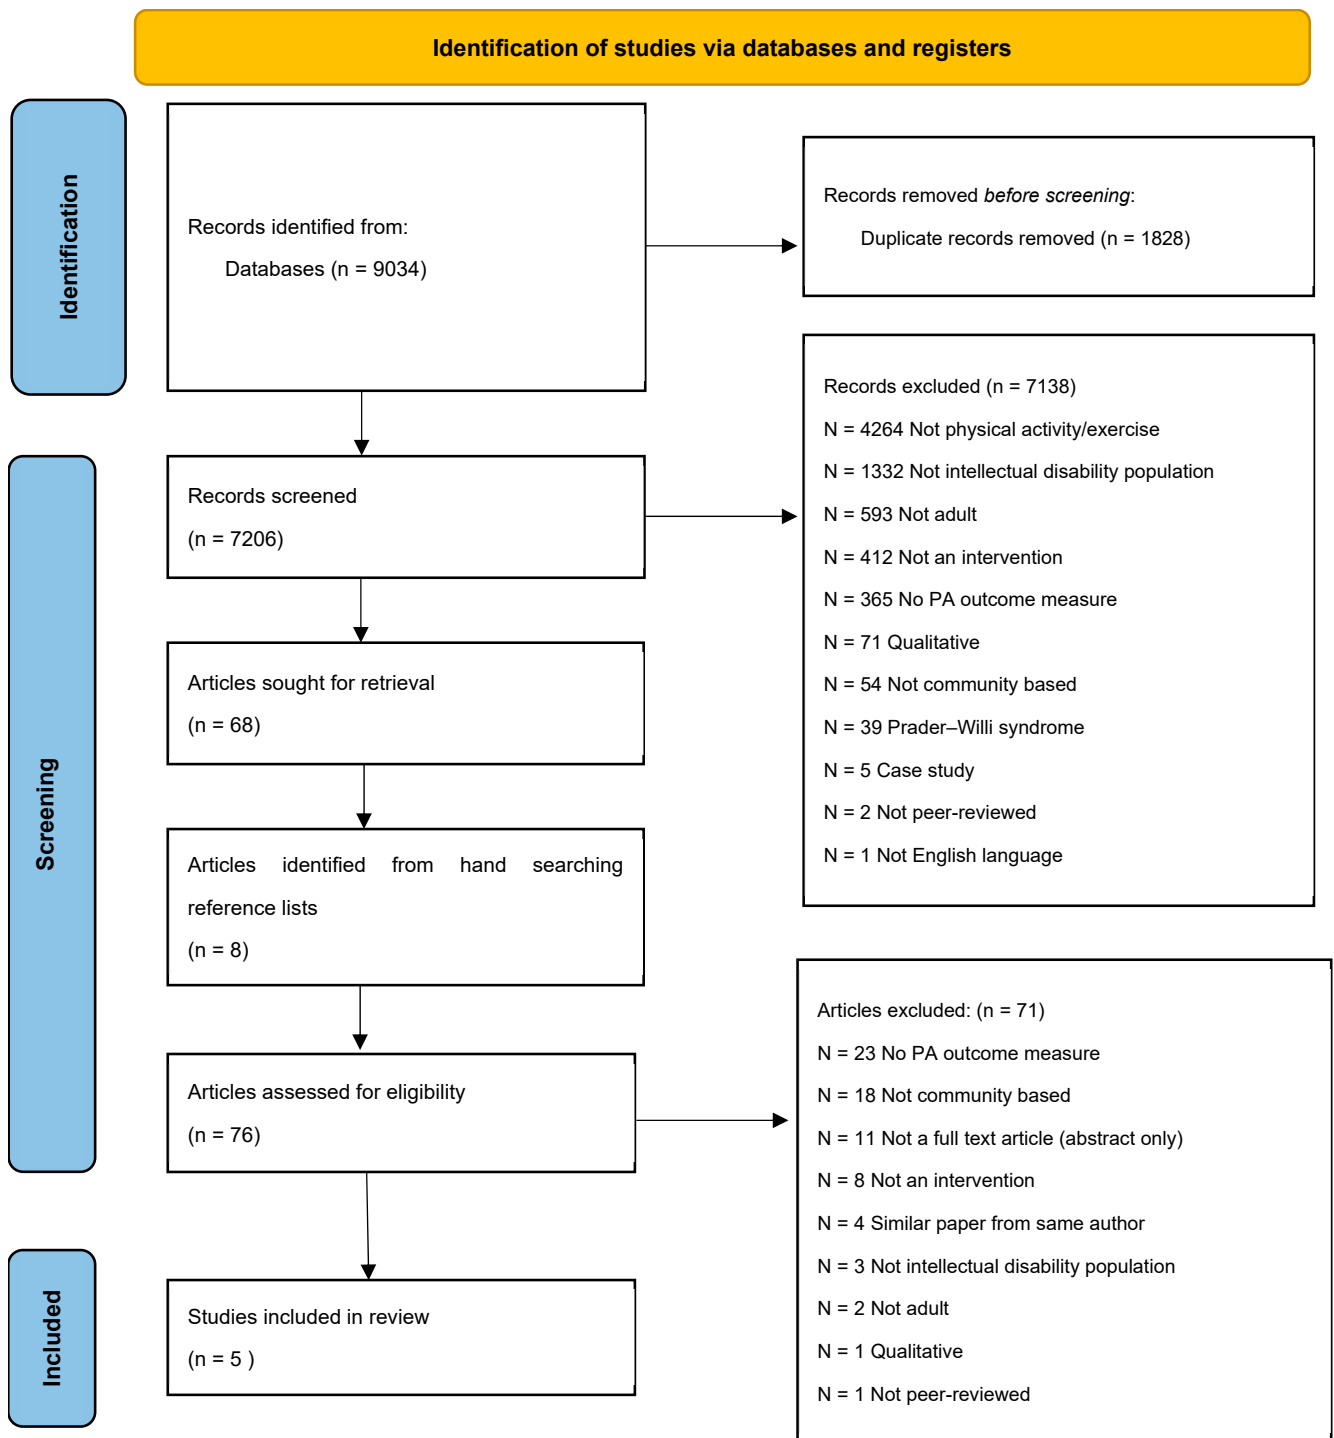 Identification of studies via databases and registers
Identification
Records identified from:
Databases (n = 9034)
Records removed before screening:
Duplicate records removed (n = 1828)
Screening
Records screened
(n = 7206)
Records excluded (n = 7138)
N = 4264 Not physical activity/exercise
N = 1332 Not intellectual disability population
N = 593 Not adult
N = 412 Not an intervention
N = 365 No PA outcome measure
N = 71 Qualitative
N = 54 Not community based
N = 39 Prader–Willi syndrome
N = 5 Case study
N = 2 Not peer-reviewed
N = 1 Not English language
Articles sought for retrieval
(n = 68)
Articles identified from hand searching
reference lists
(n = 8)
Articles assessed for eligibility
(n = 76)
Articles excluded: (n = 71)
N = 23 No PA outcome measure
N = 18 Not community based
N = 11 Not a full text article (abstract only)
N = 8 Not an intervention
N = 4 Similar paper from same author
N = 3 Not intellectual disability population
N = 2 Not adult
N = 1 Qualitative
N = 1 Not peer-reviewed
Included
Studies included in review
(n = 5 )